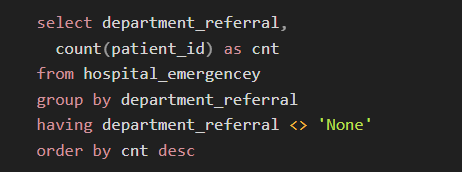 select department_referral,
count(patient_id) as cnt
from hospital_emergencey
group by department_referral
having department_referral <> 'None'
order by cnt desc